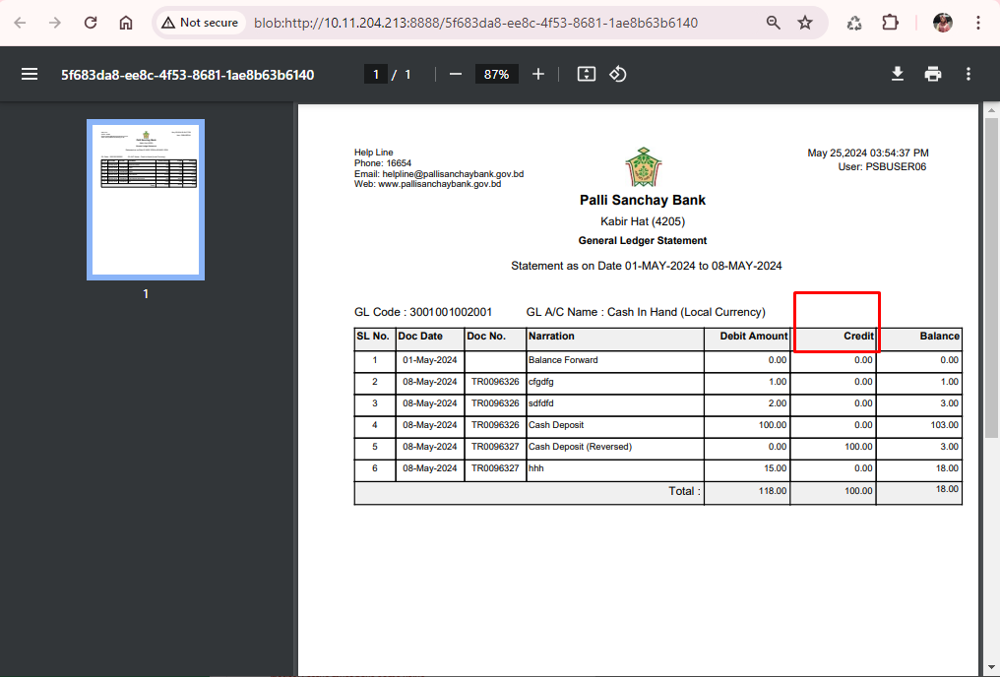 Not secure
blob:http://10.11.204.213:8888/5f683da8-ee8c-4f53-8681-1ae8b63b6140
5f683da8-ee8c-4f53-8681-1ae8b63b6140
1 / 1
87%
1
Help Line
Phone: 16654
Email: helpline@pallisanchaybank.gov.bd
Web: www.pallisanchaybank.gov.bd
May 25,2024 03:54:37 PM
User: PSBUSER06
Palli Sanchay Bank
Kabir Hat (4205)
General Ledger Statement
Statement as on Date 01-MAY-2024 to 08-MAY-2024
GL Code : 3001001002001 GL A/C Name : Cash In Hand (Local Currency)
SL No. Doc Date Doc No. Narration Debit Amount Credit Balance
1 01-May-2024 Balance Forward 0.00 0.00 0.00
2 08-May-2024 TR0096326 cfgdfg 1.00 0.00 1.00
3 08-May-2024 TR0096326 sdfdfd 2.00 0.00 3.00
4 08-May-2024 TR0096326 Cash Deposit 100.00 0.00 103.00
5 08-May-2024 TR0096327 Cash Deposit (Reversed) 0.00 100.00 3.00
6 08-May-2024 TR0096327 hhh 15.00 0.00 18.00
Total : 118.00 100.00 18.00